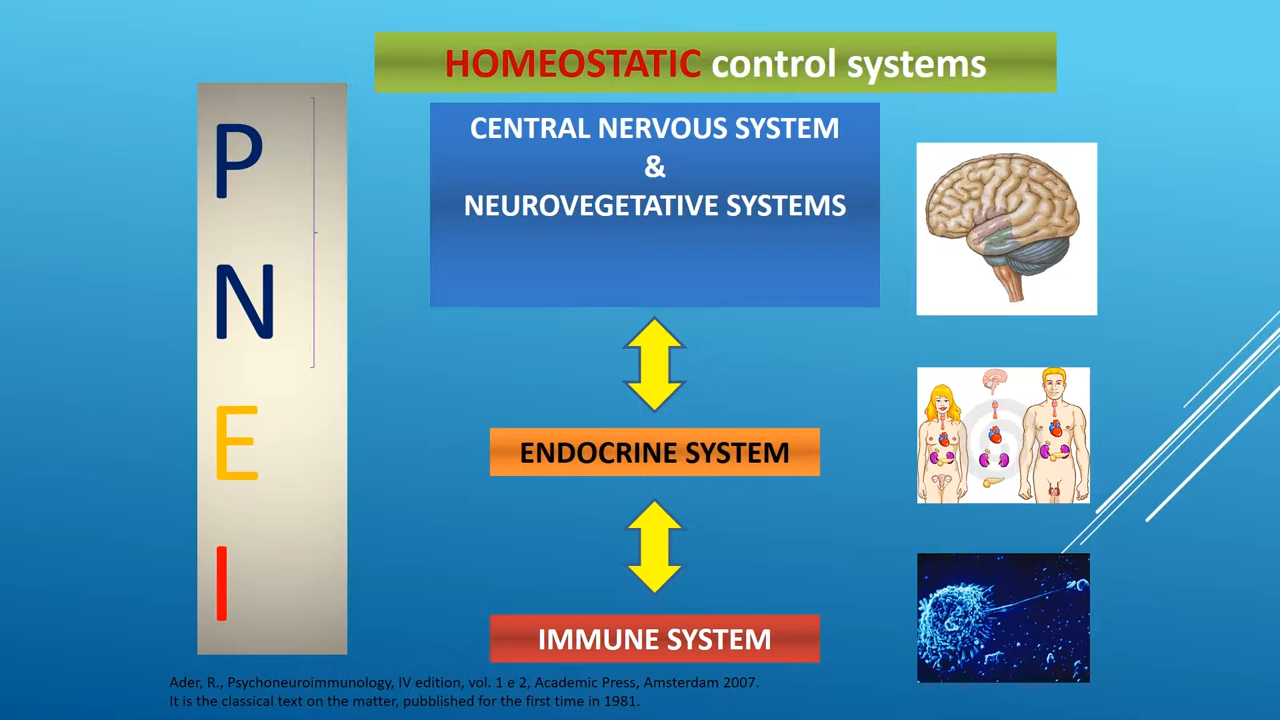 HOMEOSTATIC control systems
P
N
E
I
CENTRAL NERVOUS SYSTEM
&
NEUROVEGETATIVE SYSTEMS
ENDOCRINE SYSTEM
IMMUNE SYSTEM
Ader, R., Psychoneuroimmunology, IV edition, vol. 1 e 2, Academic Press, Amsterdam 2007.
It is the classical text on the matter, pubblished for the first time in 1981.